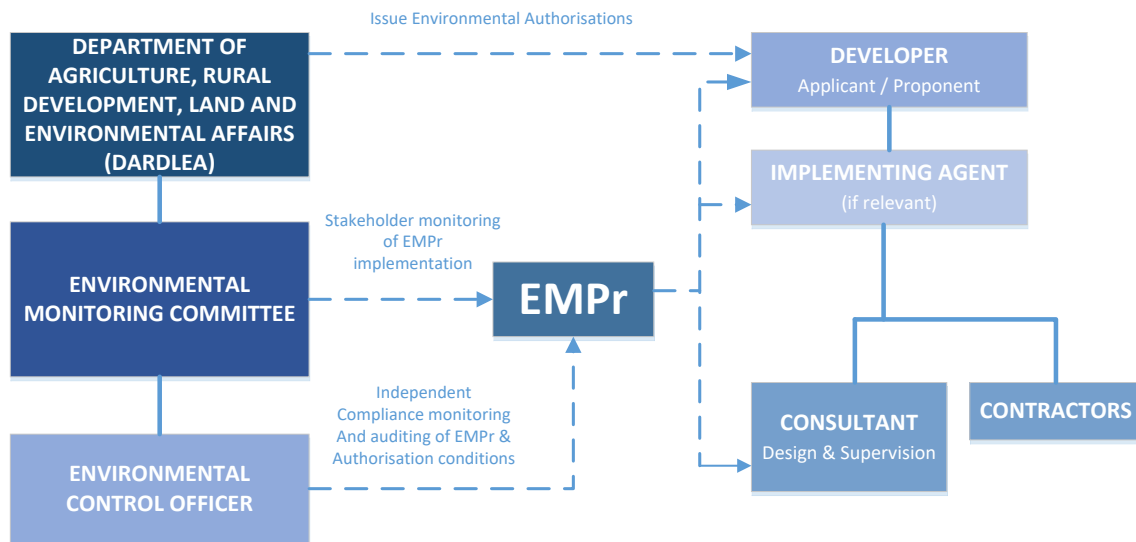 Issue Environmental Authorisations
DEPARTMENT OF
AGRICULTURE, RURAL
DEVELOPMENT, LAND AND
ENVIRONMENTAL AFFAIRS
(DARDLEA)
DEVELOPER
Applicant / Proponent
IMPLEMENTING AGENT
(if relevant)
Stakeholder monitoring
of EMPr
implementation
ENVIRONMENTAL
MONITORING COMMITTEE
EMPr
Independent
Compliance monitoring
And auditing of EMPr &
Authorisation conditions
CONSULTANT
Design & Supervision
CONTRACTORS
ENVIRONMENTAL
CONTROL OFFICER